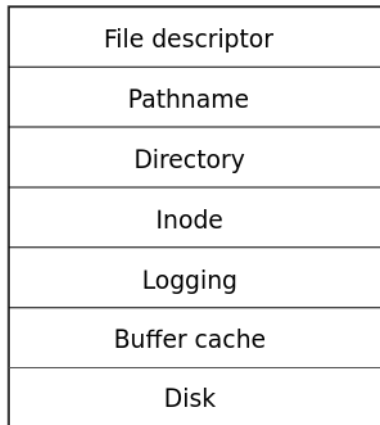 File descriptor
Pathname
Directory
Inode
Logging
Buffer cache
Disk